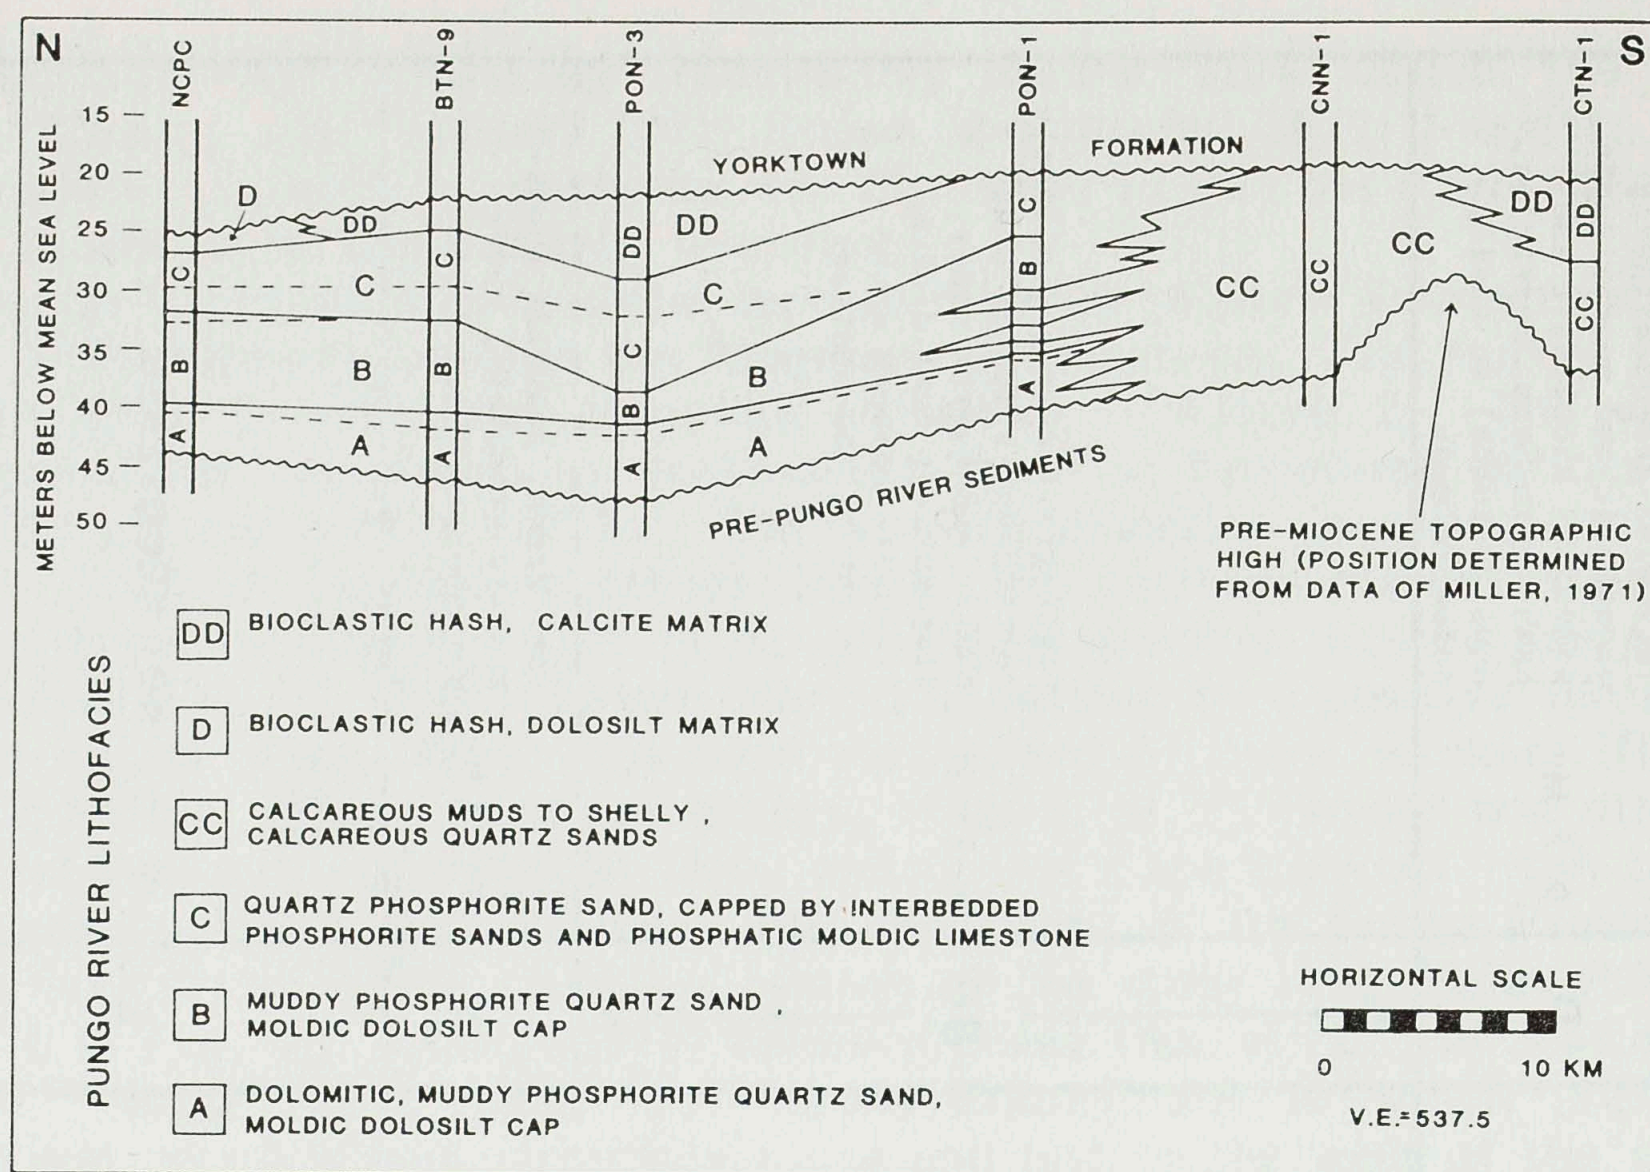 N
NCPC
BTN-9
PON-3
PON-1
CNN-1
CTN-1
S
METERS BELOW MEAN SEA LEVEL
15
20
25
30
35
40
45
50
YORKTOWN FORMATION
D
DD
DD
DD
DD
DD
C
C
C
C
C
C
B
B
B
B
B
B
A
A
A
A
A
A
CC
CC
CC
CC
PRE-PUNGO RIVER SEDIMENTS
PRE-MIOCENE TOPOGRAPHIC
HIGH (POSITION DETERMINED
FROM DATA OF MILLER, 1971)
PUNGO RIVER LITHOFACIES
DD BIOCLASTIC HASH, CALCITE MATRIX
D BIOCLASTIC HASH, DOLOSILT MATRIX
CC CALCAREOUS MUDS TO SHELLY,
CALCAREOUS QUARTZ SANDS
C QUARTZ PHOSPHORITE SAND, CAPPED BY INTERBEDDED
PHOSPHORITE SANDS AND PHOSPHATIC MOLDIC LIMESTONE
B MUDDY PHOSPHORITE QUARTZ SAND,
MOLDIC DOLOSILT CAP
A DOLOMITIC, MUDDY PHOSPHORITE QUARTZ SAND,
MOLDIC DOLOSILT CAP
HORIZONTAL SCALE
0 10 KM
V.E.=537.5